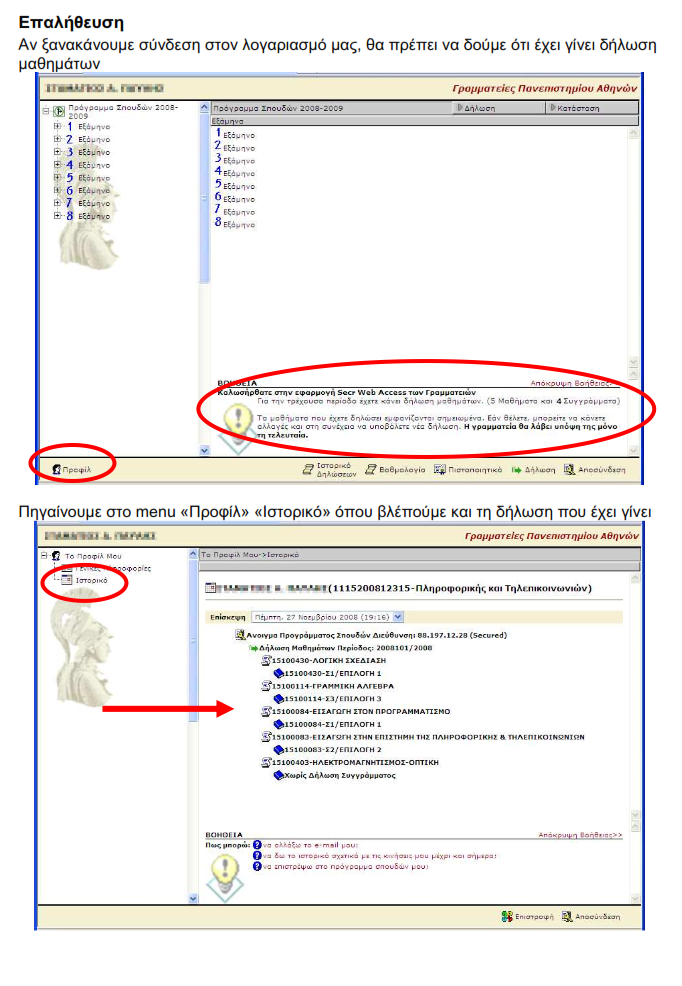 Επαλήθευση
Αν ξανακάνουμε σύνδεση στον λογαριασμό μας, θα πρέπει να δούμε ότι έχει γίνει δήλωση
μαθημάτων
Γραμματείες Πανεπιστημίου Αθηνών
Πρόγραμμα Σπουδών 2008-
2009
1 Εξάμηνο
2 Εξάμηνο
3 Εξάμηνο
4 Εξάμηνο
5 Εξάμηνο
6 Εξάμηνο
7 Εξάμηνο
8 Εξάμηνο
Πρόγραμμα Σπουδών 2008-2009 Δήλωση Κατάσταση
Εξάμηνο
1 Εξάμηνο
2 Εξάμηνο
3 Εξάμηνο
4 Εξάμηνο
5 Εξάμηνο
6 Εξάμηνο
7 Εξάμηνο
8 Εξάμηνο
ΒΟΗΘΕΙΑ Απόκρυψη Βοήθειας>>
Καλωσήρθατε στην εφαρμογή Secr Web Access των Γραμματειών
Για την τρέχουσα περίοδο έχετε κάνει δήλωση μαθημάτων. (5 Μαθήματα και 4 Συγγράμματα)
Τα μαθήματα που έχετε δηλώσει εμφανίζονται σημειωμένα. Εάν θέλετε, μπορείτε να κάνετε
αλλαγές και στη συνέχεια να υποβάλετε νέα δήλωση. Η γραμματεία θα λάβει υπόψη της μόνο
τη τελευταία.
Προφίλ Ιστορικό Δηλώσεων Βαθμολογία Πιστοποιητικά Δήλωση Αποσύνδεση
Πηγαίνουμε στο menu «Προφίλ» «Ιστορικό» όπου βλέπούμε και τη δήλωση που έχει γίνει
Γραμματείες Πανεπιστημίου Αθηνών
Το Προφίλ Μου
Γενικές Πληροφορίες
Ιστορικό
Το Προφίλ Μου->Ιστορικό
(1115200812315-Πληροφορικής και Τηλεπικοινωνιών)
Επίσκεψη Πέμπτη, 27 Νοεμβρίου 2008 (19:16)
Ανοιγμα Προγράμματος Σπουδών Διεύθυνση: 88.197.12.28 (Secured)
Δήλωση Μαθημάτων Περίοδος: 2008101/2008
15100430-ΛΟΓΙΚΗ ΣΧΕΔΙΑΣΗ
15100430-Σ1/ΕΠΙΛΟΓΗ 1
15100114-ΓΡΑΜΜΙΚΗ ΑΛΓΕΒΡΑ
15100114-Σ3/ΕΠΙΛΟΓΗ 3
15100084-ΕΙΣΑΓΩΓΗ ΣΤΟΝ ΠΡΟΓΡΑΜΜΑΤΙΣΜΟ
15100084-Σ1/ΕΠΙΛΟΓΗ 1
15100083-ΕΙΣΑΓΩΓΗ ΣΤΗΝ ΕΠΙΣΤΗΜΗ ΤΗΣ ΠΛΗΡΟΦΟΡΙΚΗΣ & ΤΗΛΕΠΙΚΟΙΝΩΝΙΩΝ
15100083-Σ2/ΕΠΙΛΟΓΗ 2
15100403-ΗΛΕΚΤΡΟΜΑΓΝΗΤΙΣΜΟΣ-ΟΠΤΙΚΗ
Χωρίς Δήλωση Συγγράμματος
ΒΟΗΘΕΙΑ Απόκρυψη Βοήθειας>>
Πως μπορώ: να αλλάξω το e-mail μου;
να δω το ιστορικό σχετικά με τις κινήσεις μου μέχρι και σήμερα;
να επιστρέψω στο πρόγραμμα σπουδών μου;
Επιστροφή Αποσύνδεση